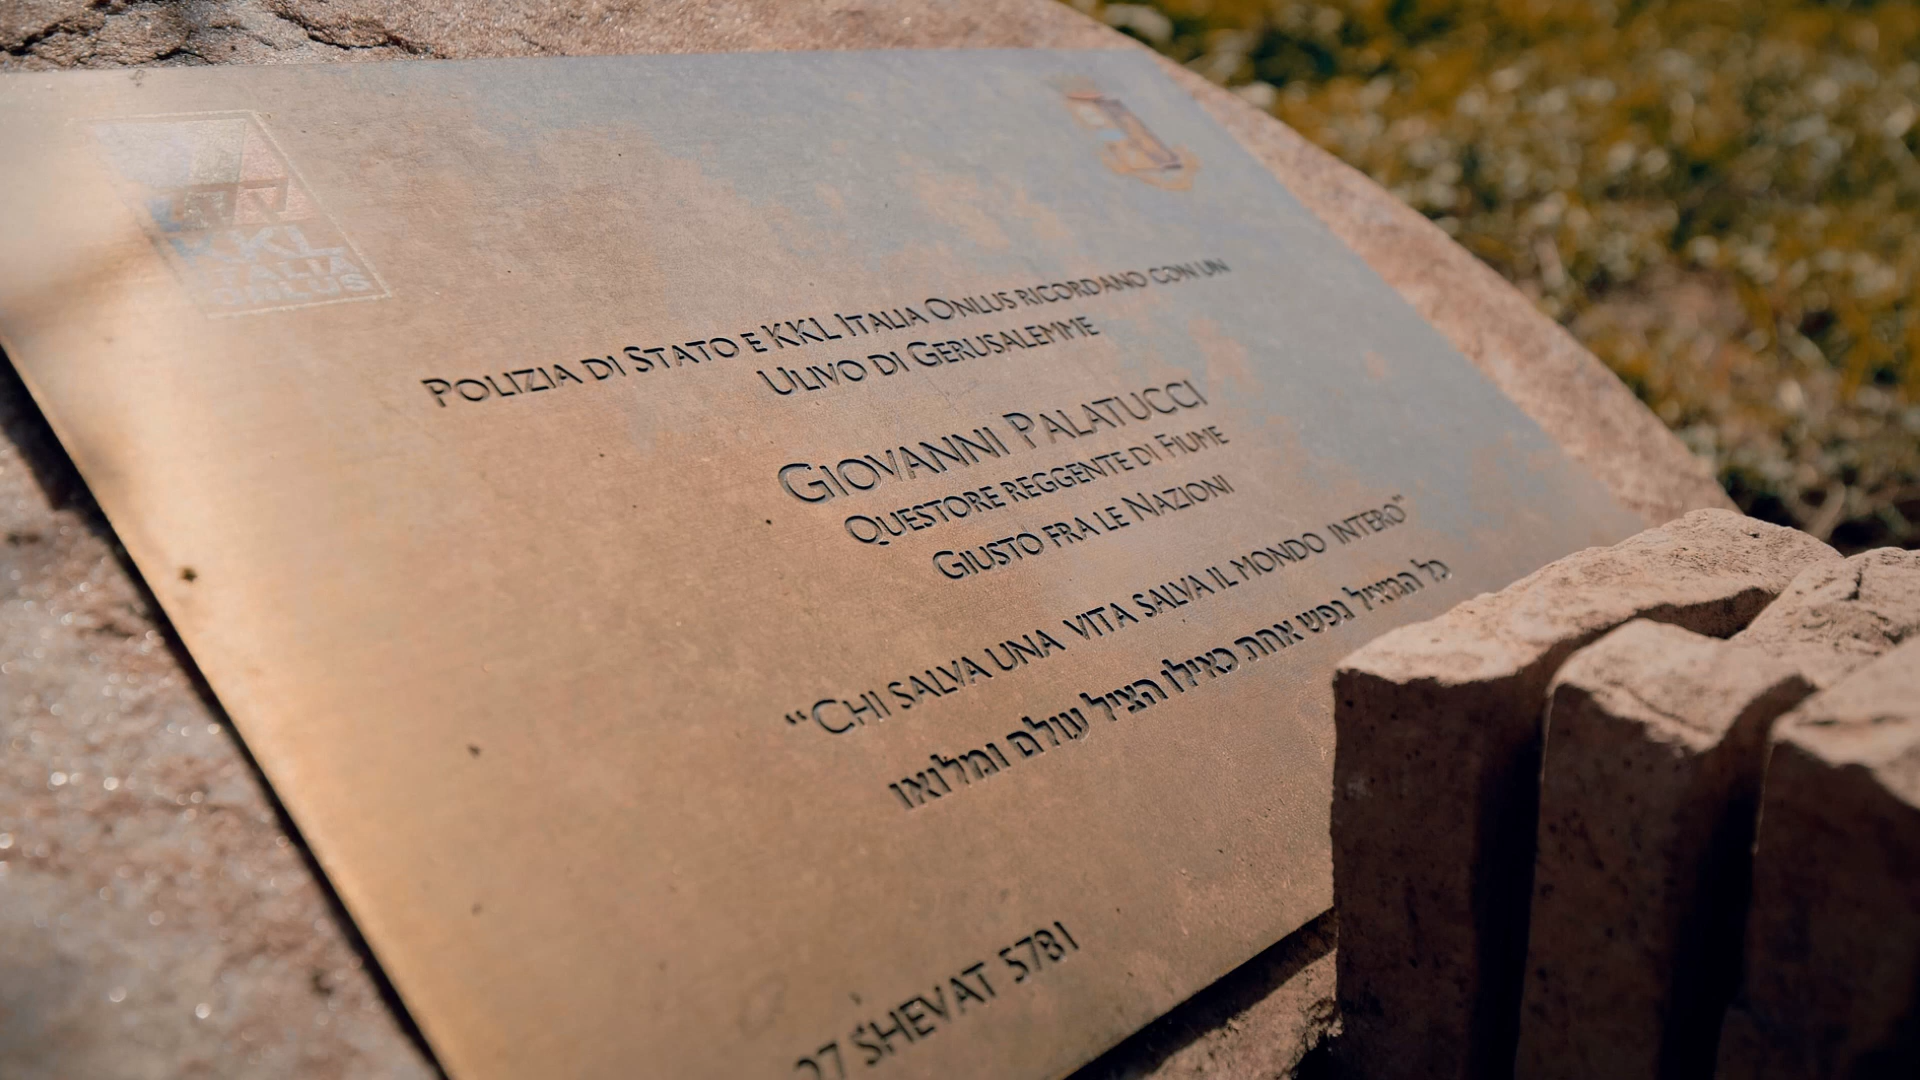 KKL
ITALIA
ONLUS
Polizia di Stato e KKL Italia Onlus ricordano con un
Ulivo di Gerusalemme
Giovanni Palatucci
Questore reggente di Fiume
Giusto fra le Nazioni
“Chi salva una vita salva il mondo intero”
כל המציל נפש אחת כאילו הציל עולם ומלואו
27 SHEVAT 5781